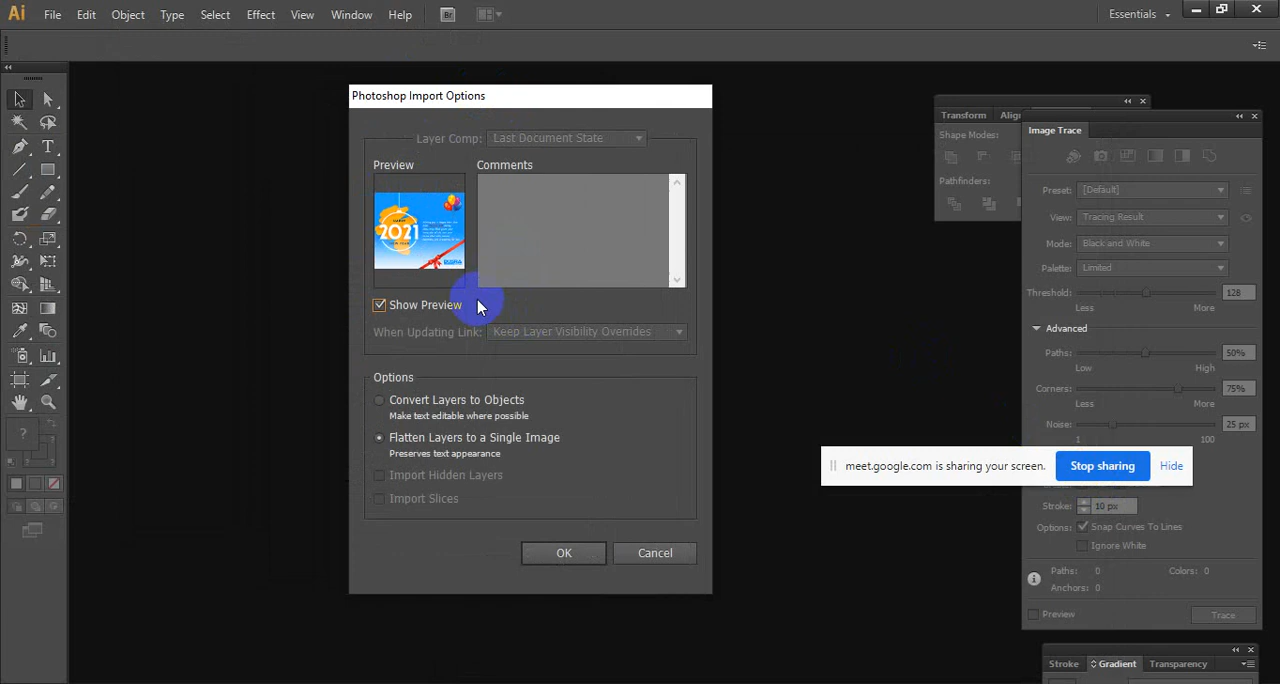 Ai File Edit Object Type Select Effect View Window Help Br Essentials
Photoshop Import Options
Layer Comp: Last Document State
Preview Comments
2021
Show Preview
When Updating Link: Keep Layer Visibility Overrides
Options
Convert Layers to Objects
Make text editable where possible
Flatten Layers to a Single Image
Preserves text appearance
Import Hidden Layers
Import Slices
OK Cancel
T
?
Transform Align
Shape Modes:
Pathfinders:
Image Trace
Preset: [Default]
View: Tracing Result
Mode: Black and White
Palette: Limited
Threshold: 128
Less More
Advanced
Paths: 50%
Low High
Corners: 75%
Less More
Noise: 25 px
1 100
meet.google.com is sharing your screen. Stop sharing Hide
Stroke: 10 px
Options: Snap Curves To Lines
Ignore White
Paths: 0 Colors: 0
Anchors: 0
Preview Trace
Stroke Gradient Transparency